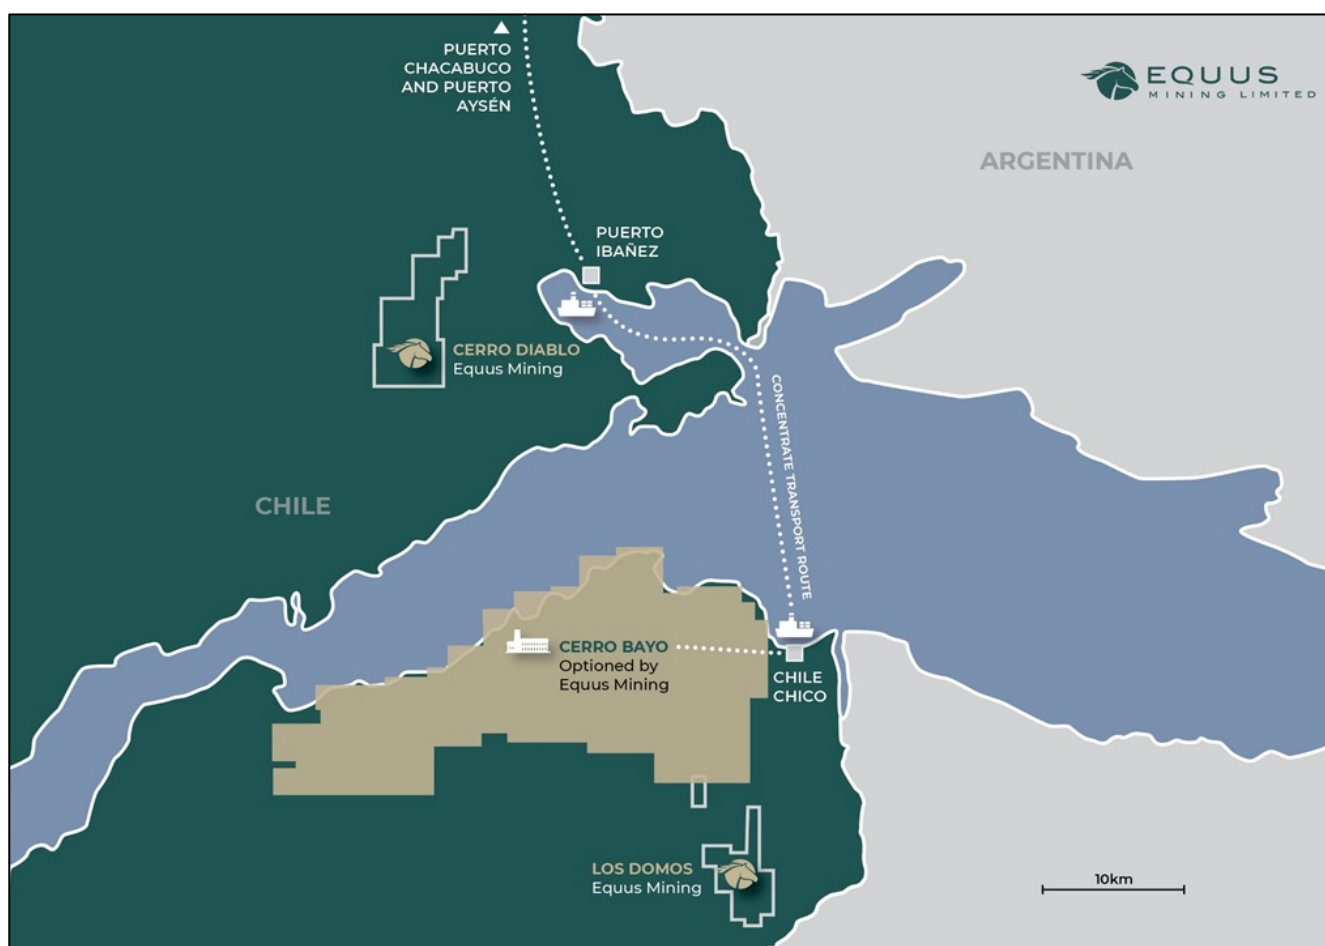 PUERTO
CHACABUCO
AND PUERTO
AYSÉN
EQUUS
MINING LIMITED
ARGENTINA
PUERTO
IBAÑEZ
CERRO DIABLO
Equus Mining
CONCENTRATE TRANSPORT ROUTE
CHILE
CERRO BAYO
Optioned by
Equus Mining
CHILE
CHICO
LOS DOMOS
Equus Mining
10km